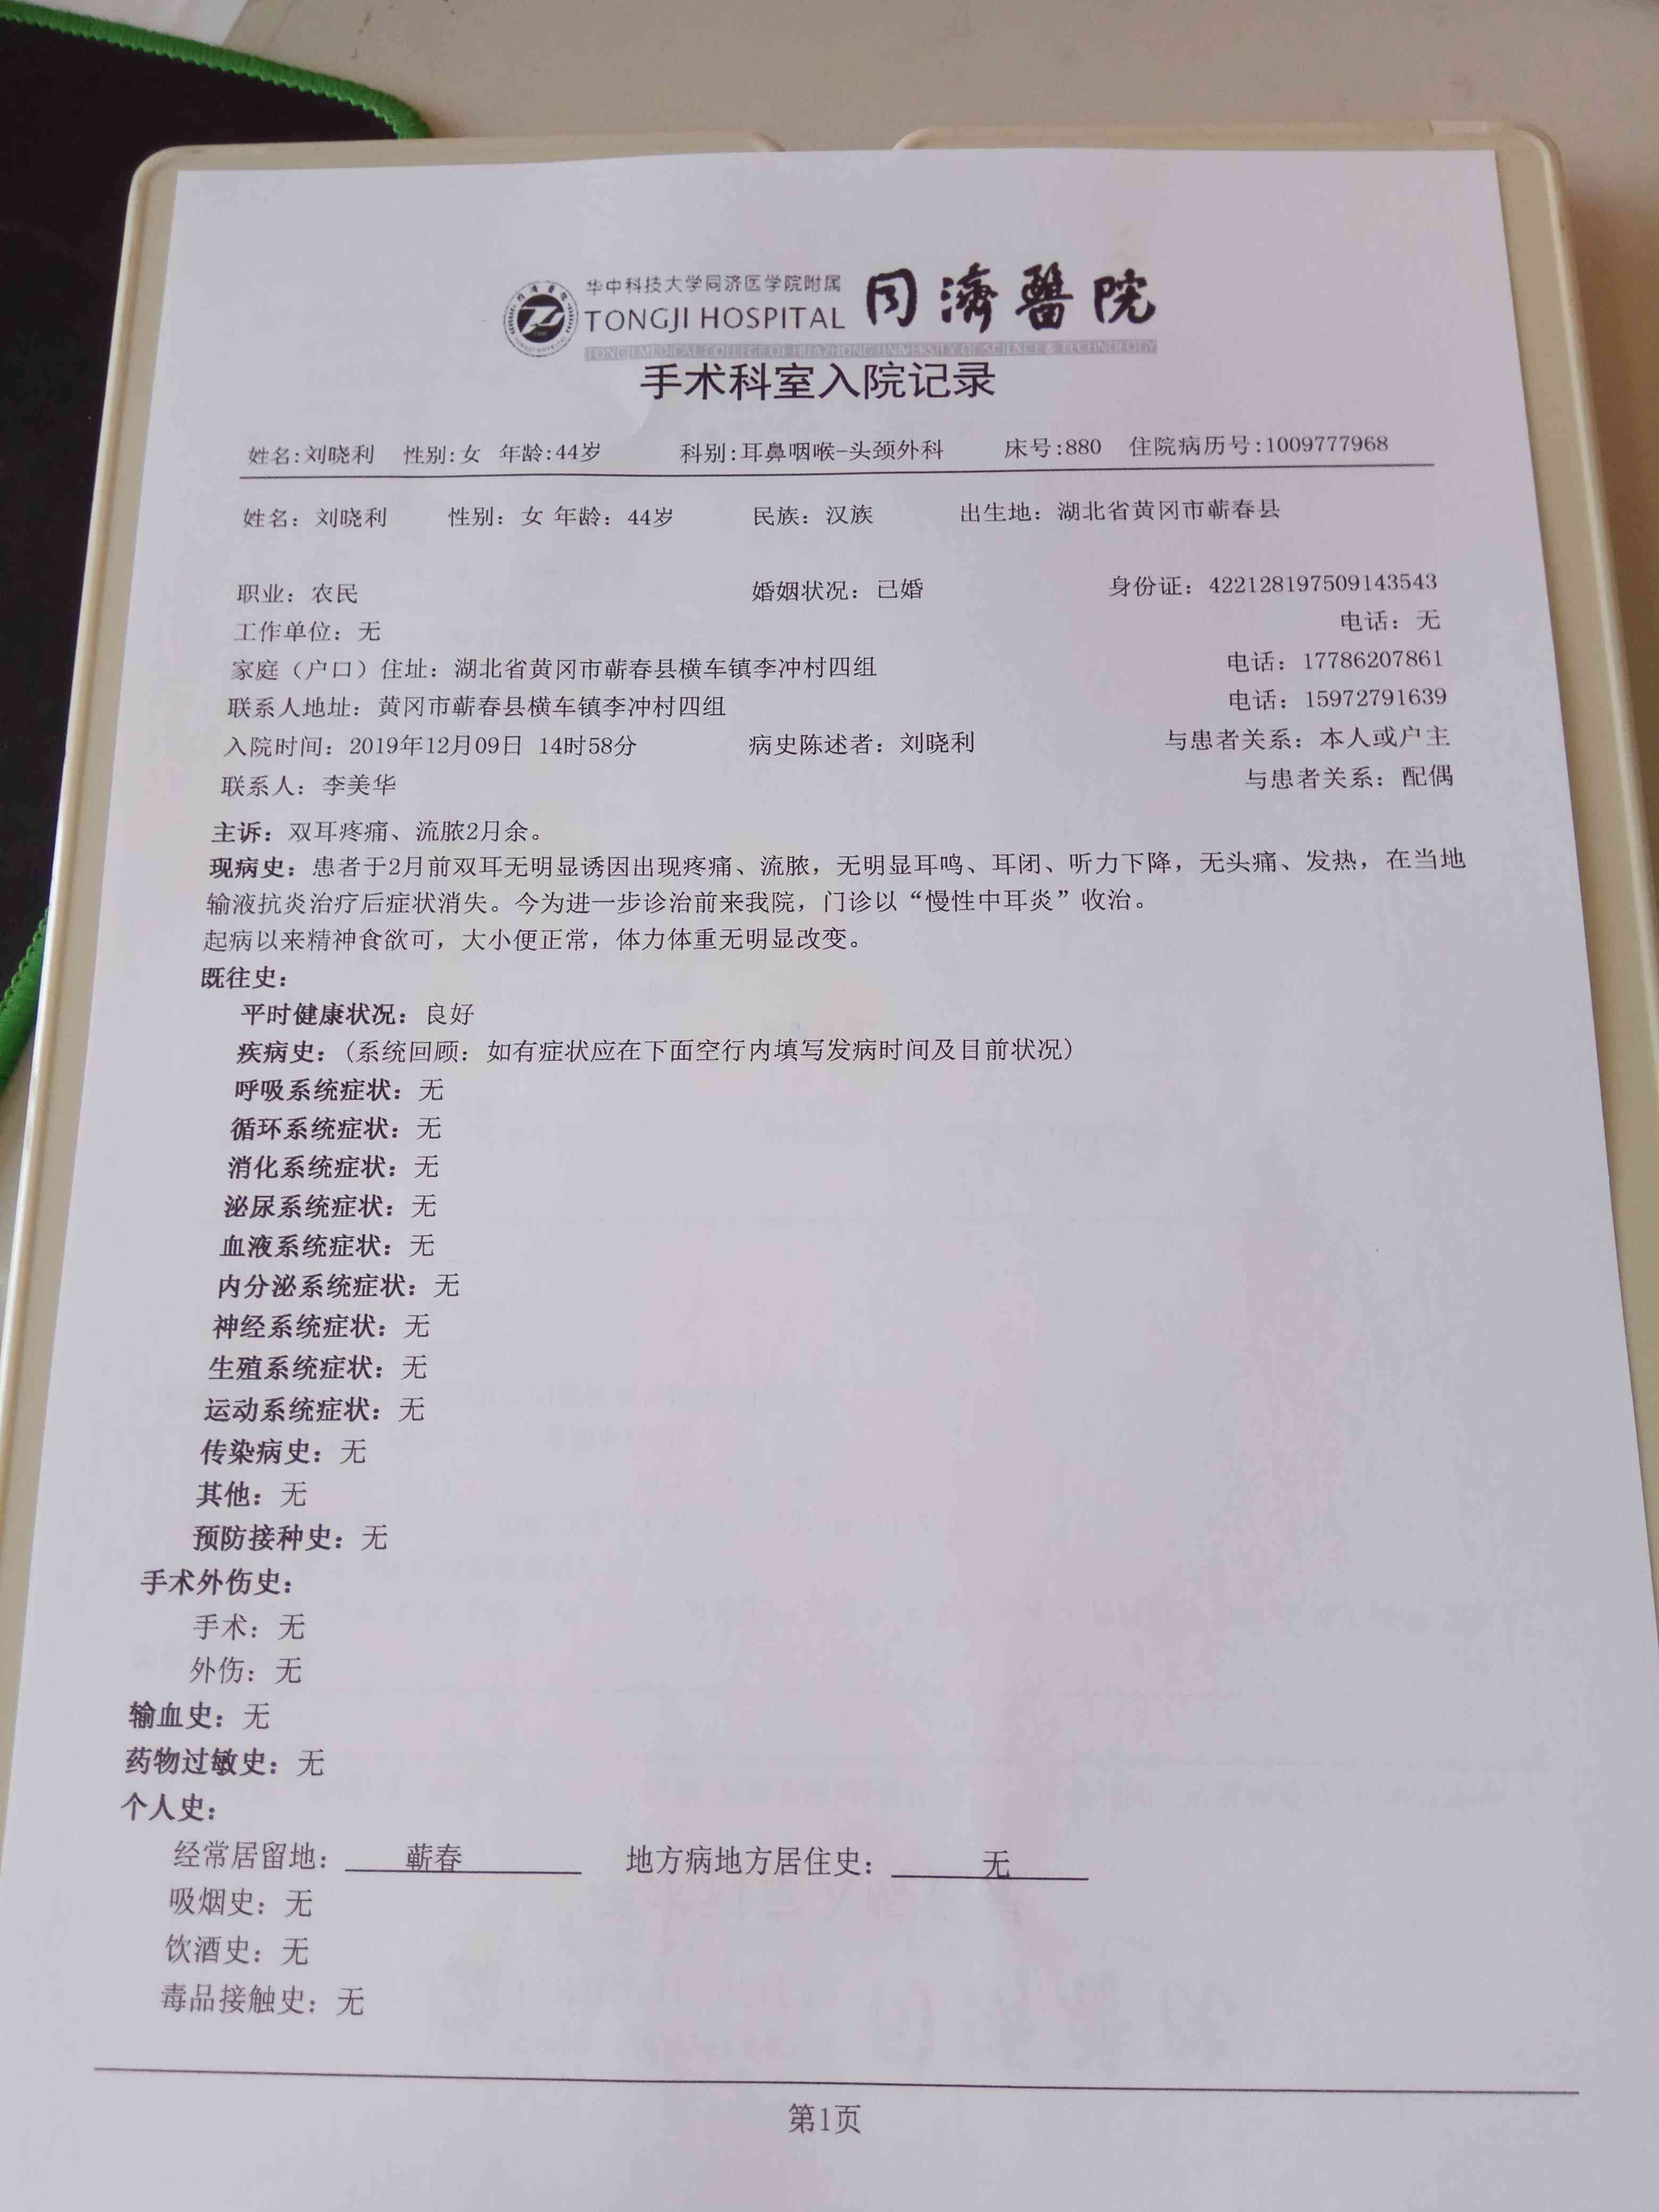 华中科技大学同济医学院附属
TONGJI HOSPITAL 同濟醫院
TONGJI MEDICAL COLLEGE OF HUAZHONG UNIVERSITY OF SCIENCE & TECHNOLOGY
手术科室入院记录
姓名:刘晓利 性别:女 年龄:44岁 科别:耳鼻咽喉-头颈外科 床号:880 住院病历号:1009777968
姓名：刘晓利 性别：女 年龄：44岁 民族：汉族 出生地：湖北省黄冈市蕲春县
职业：农民 婚姻状况：已婚 身份证：422128197509143543
工作单位：无 电话：无
家庭（户口）住址：湖北省黄冈市蕲春县横车镇李冲村四组 电话：17786207861
联系人地址：黄冈市蕲春县横车镇李冲村四组 电话：15972791639
入院时间：2019年12月09日 14时58分 病史陈述者：刘晓利 与患者关系：本人或户主
联系人：李美华 与患者关系：配偶
主诉：双耳疼痛、流脓2月余。
现病史：患者于2月前双耳无明显诱因出现疼痛、流脓，无明显耳鸣、耳闭、听力下降，无头痛、发热，在当地
输液抗炎治疗后症状消失。今为进一步诊治前来我院，门诊以“慢性中耳炎”收治。
起病以来精神食欲可，大小便正常，体力体重无明显改变。
既往史：
平时健康状况：良好
疾病史：(系统回顾：如有症状应在下面空行内填写发病时间及目前状况)
呼吸系统症状：无
循环系统症状：无
消化系统症状：无
泌尿系统症状：无
血液系统症状：无
内分泌系统症状：无
神经系统症状：无
生殖系统症状：无
运动系统症状：无
传染病史：无
其他：无
预防接种史：无
手术外伤史：
手术：无
外伤：无
输血史：无
药物过敏史：无
个人史：
经常居留地：蕲春 地方病地方居住史：无
吸烟史：无
饮酒史：无
毒品接触史：无
第1页